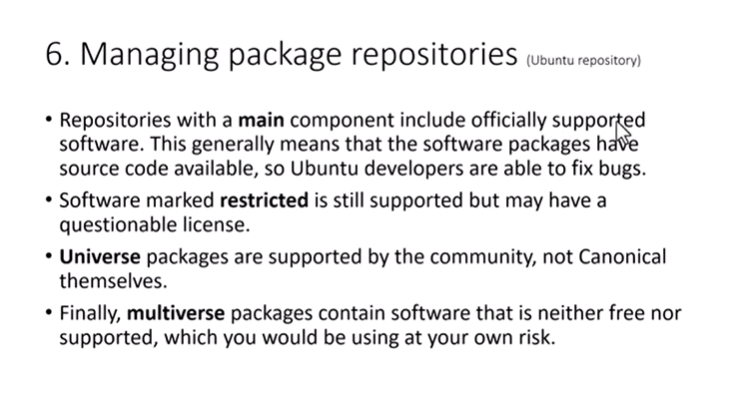 6. Managing package repositories (Ubuntu repository)
• Repositories with a main component include officially supported
software. This generally means that the software packages have
source code available, so Ubuntu developers are able to fix bugs.
• Software marked restricted is still supported but may have a
questionable license.
• Universe packages are supported by the community, not Canonical
themselves.
• Finally, multiverse packages contain software that is neither free nor
supported, which you would be using at your own risk.